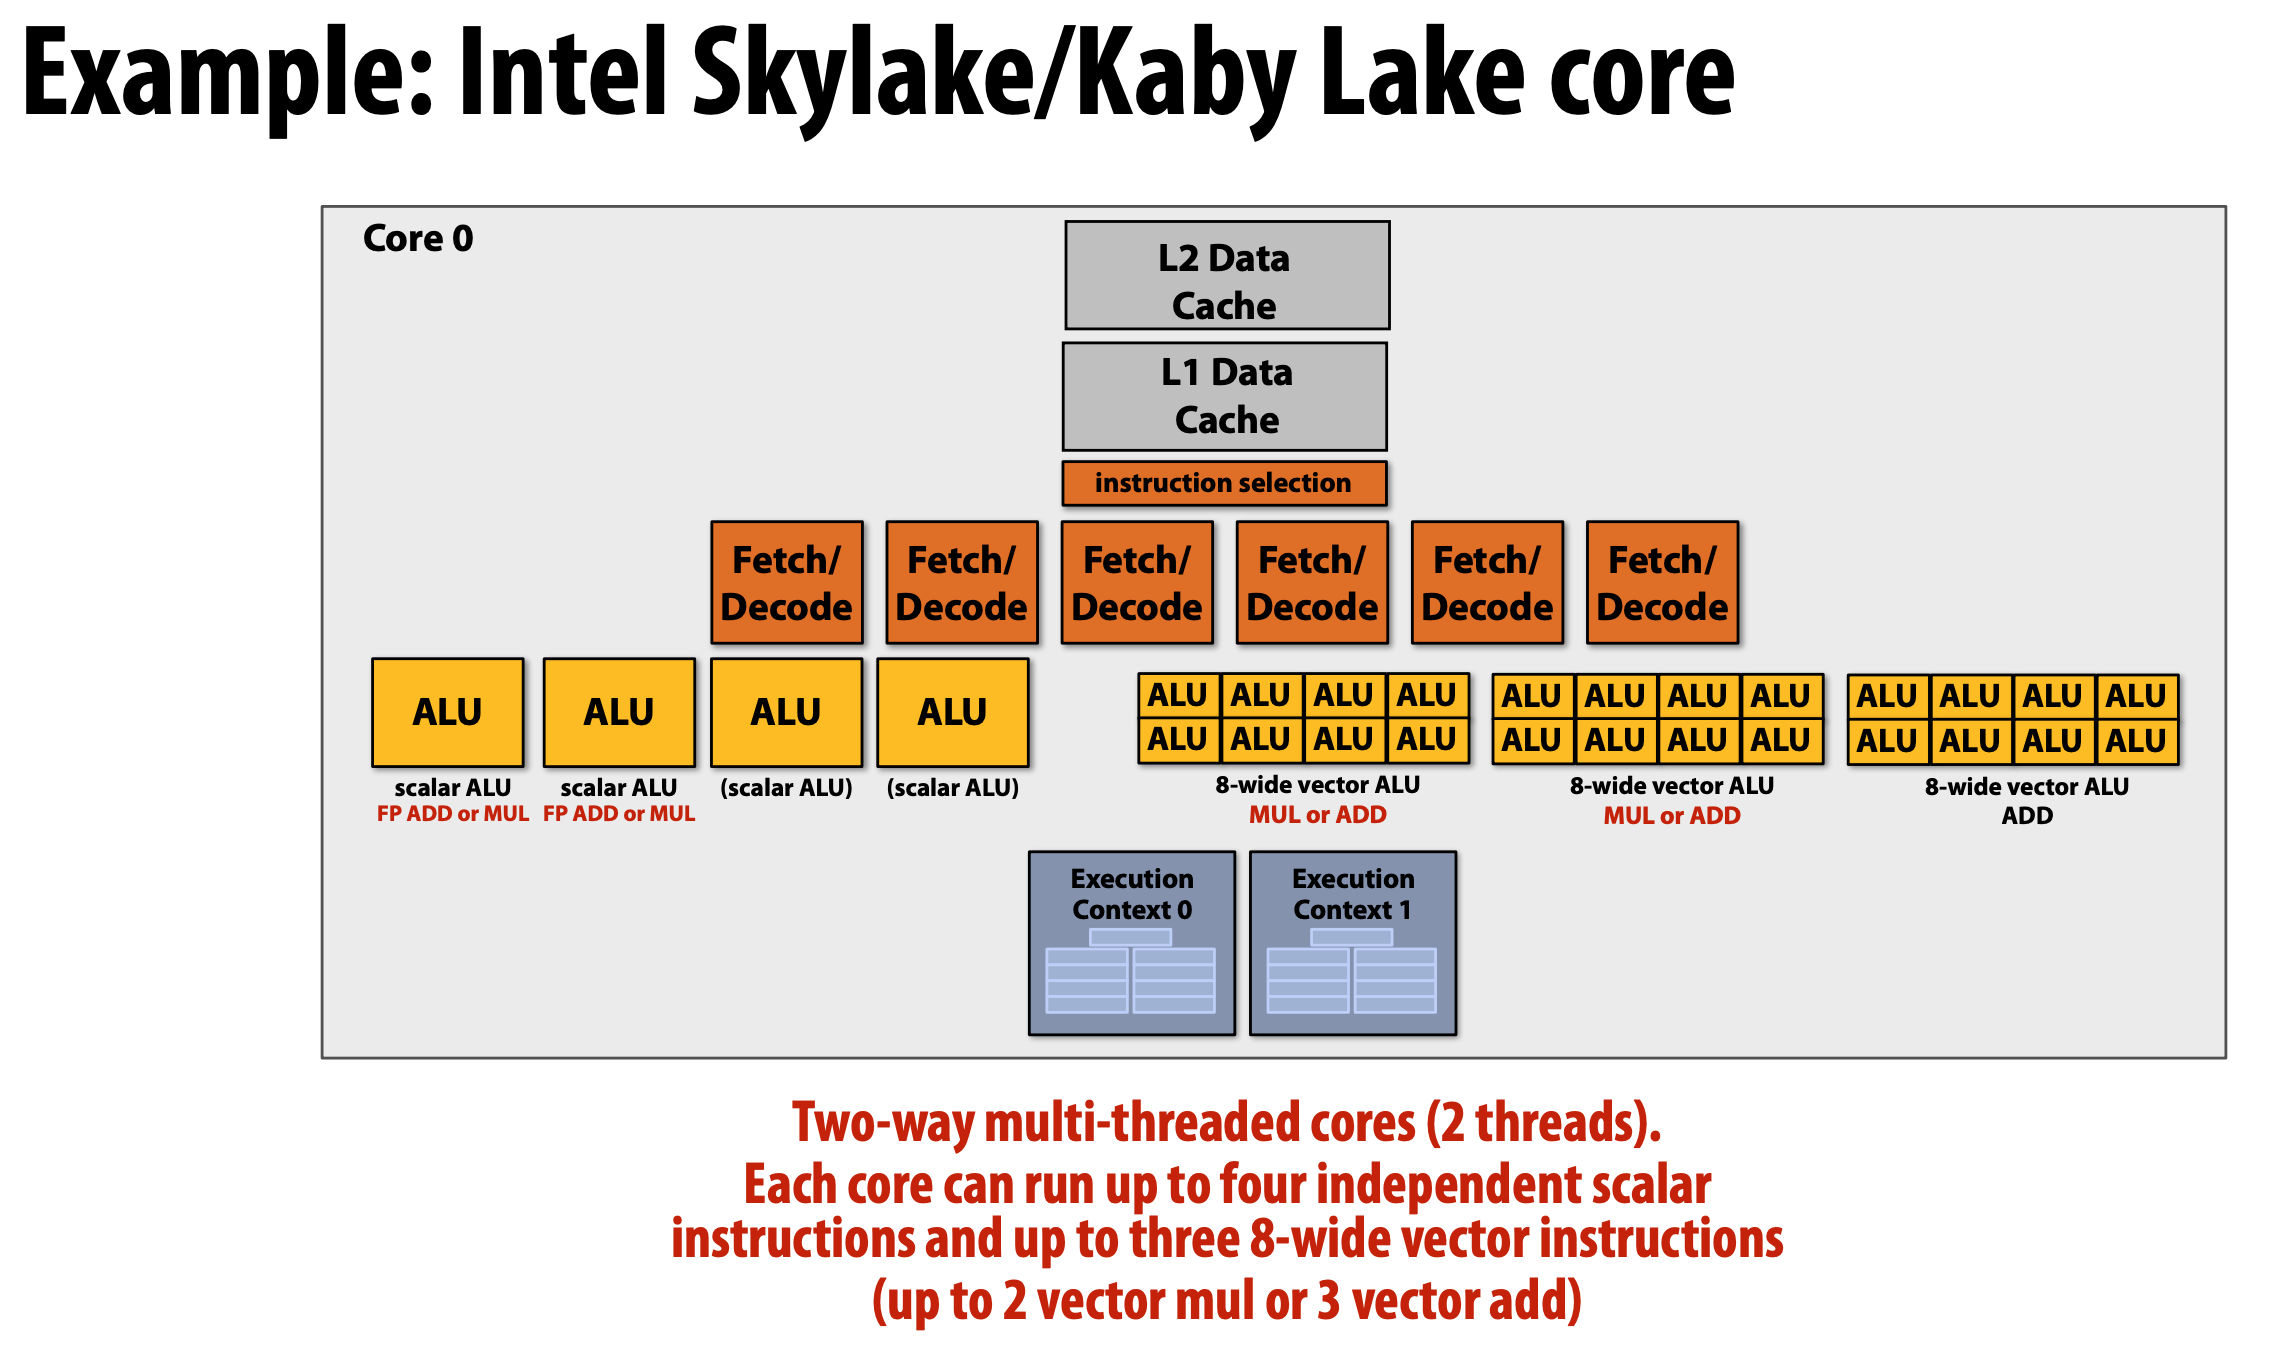 Example: Intel Skylake/Kaby Lake core
Core 0
L2 Data
Cache
L1 Data
Cache
instruction selection
Fetch/
Decode
Fetch/
Decode
Fetch/
Decode
Fetch/
Decode
Fetch/
Decode
Fetch/
Decode
ALU
scalar ALU
FP ADD or MUL
ALU
scalar ALU
FP ADD or MUL
ALU
(scalar ALU)
ALU
(scalar ALU)
ALU ALU ALU ALU
ALU ALU ALU ALU
8-wide vector ALU
MUL or ADD
ALU ALU ALU ALU
ALU ALU ALU ALU
8-wide vector ALU
MUL or ADD
ALU ALU ALU ALU
ALU ALU ALU ALU
8-wide vector ALU
ADD
Execution
Context 0
Execution
Context 1
Two-way multi-threaded cores (2 threads).
Each core can run up to four independent scalar
instructions and up to three 8-wide vector instructions
(up to 2 vector mul or 3 vector add)